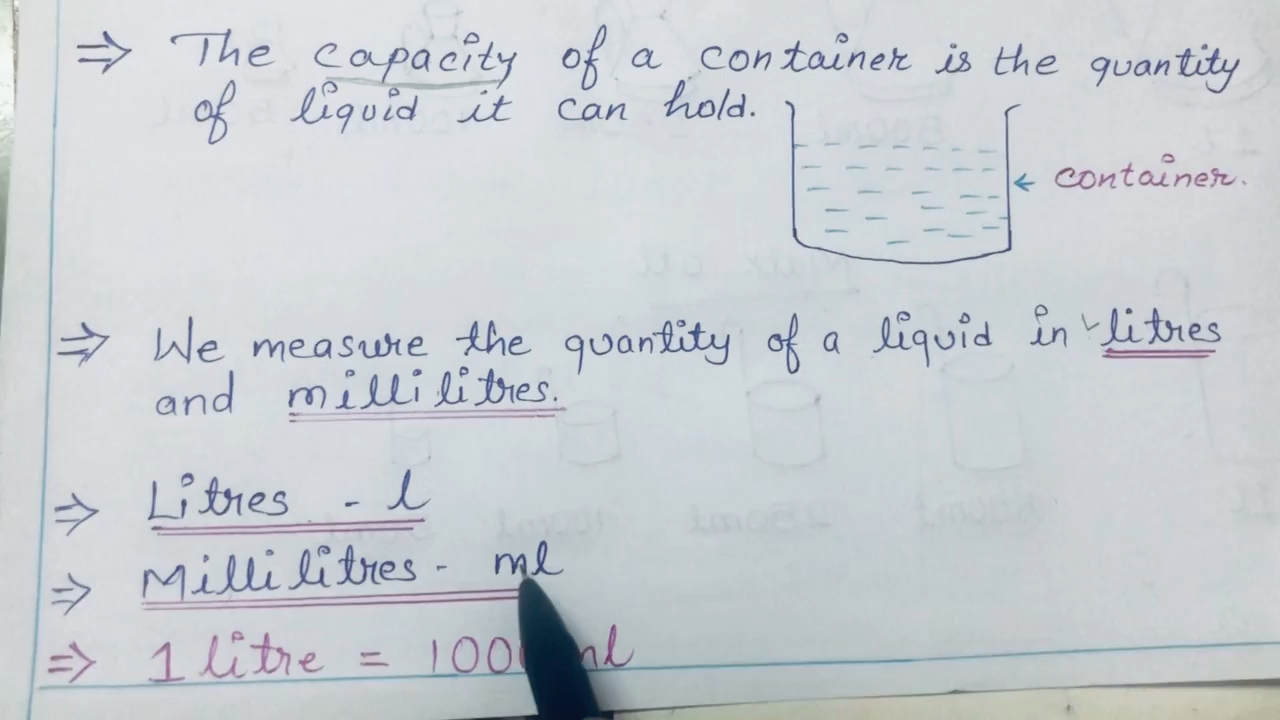 ⇒ The capacity of a container is the quantity
of liquid it can hold.
← container.
⇒ We measure the quantity of a liquid in litres
and millilitres.
⇒ Litres - l
⇒ Millilitres - ml
⇒ 1 litre =